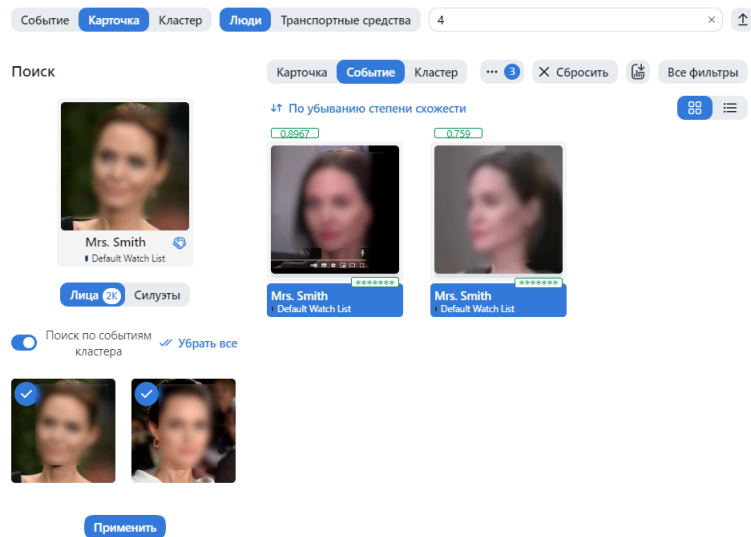 Событие Карточка Кластер Люди Транспортные средства 4
Поиск
Карточка Событие Кластер 3 Сбросить Все фильтры
По убыванию степени схожести
0.8967 0.759
Mrs. Smith
Default Watch List
Лица 2К Силуэты
******* *******
Mrs. Smith Mrs. Smith
Default Watch List Default Watch List
Поиск по событиям кластера
Убрать все
Применить